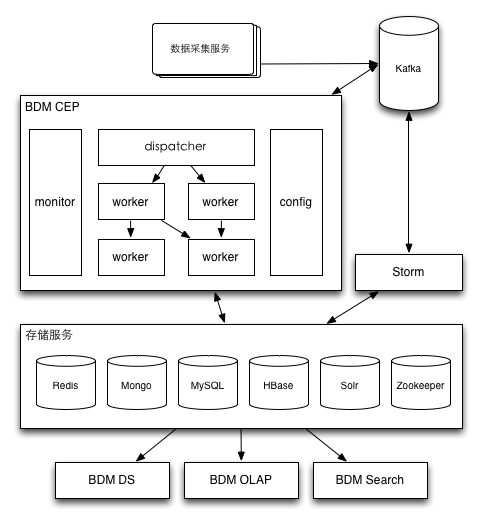 数据采集服务
Kafka
BDM CEP
dispatcher
monitor
worker
worker
config
worker
worker
Storm
存储服务
Redis
Mongo
MySQL
HBase
Solr
Zookeeper
BDM DS
BDM OLAP
BDM Search